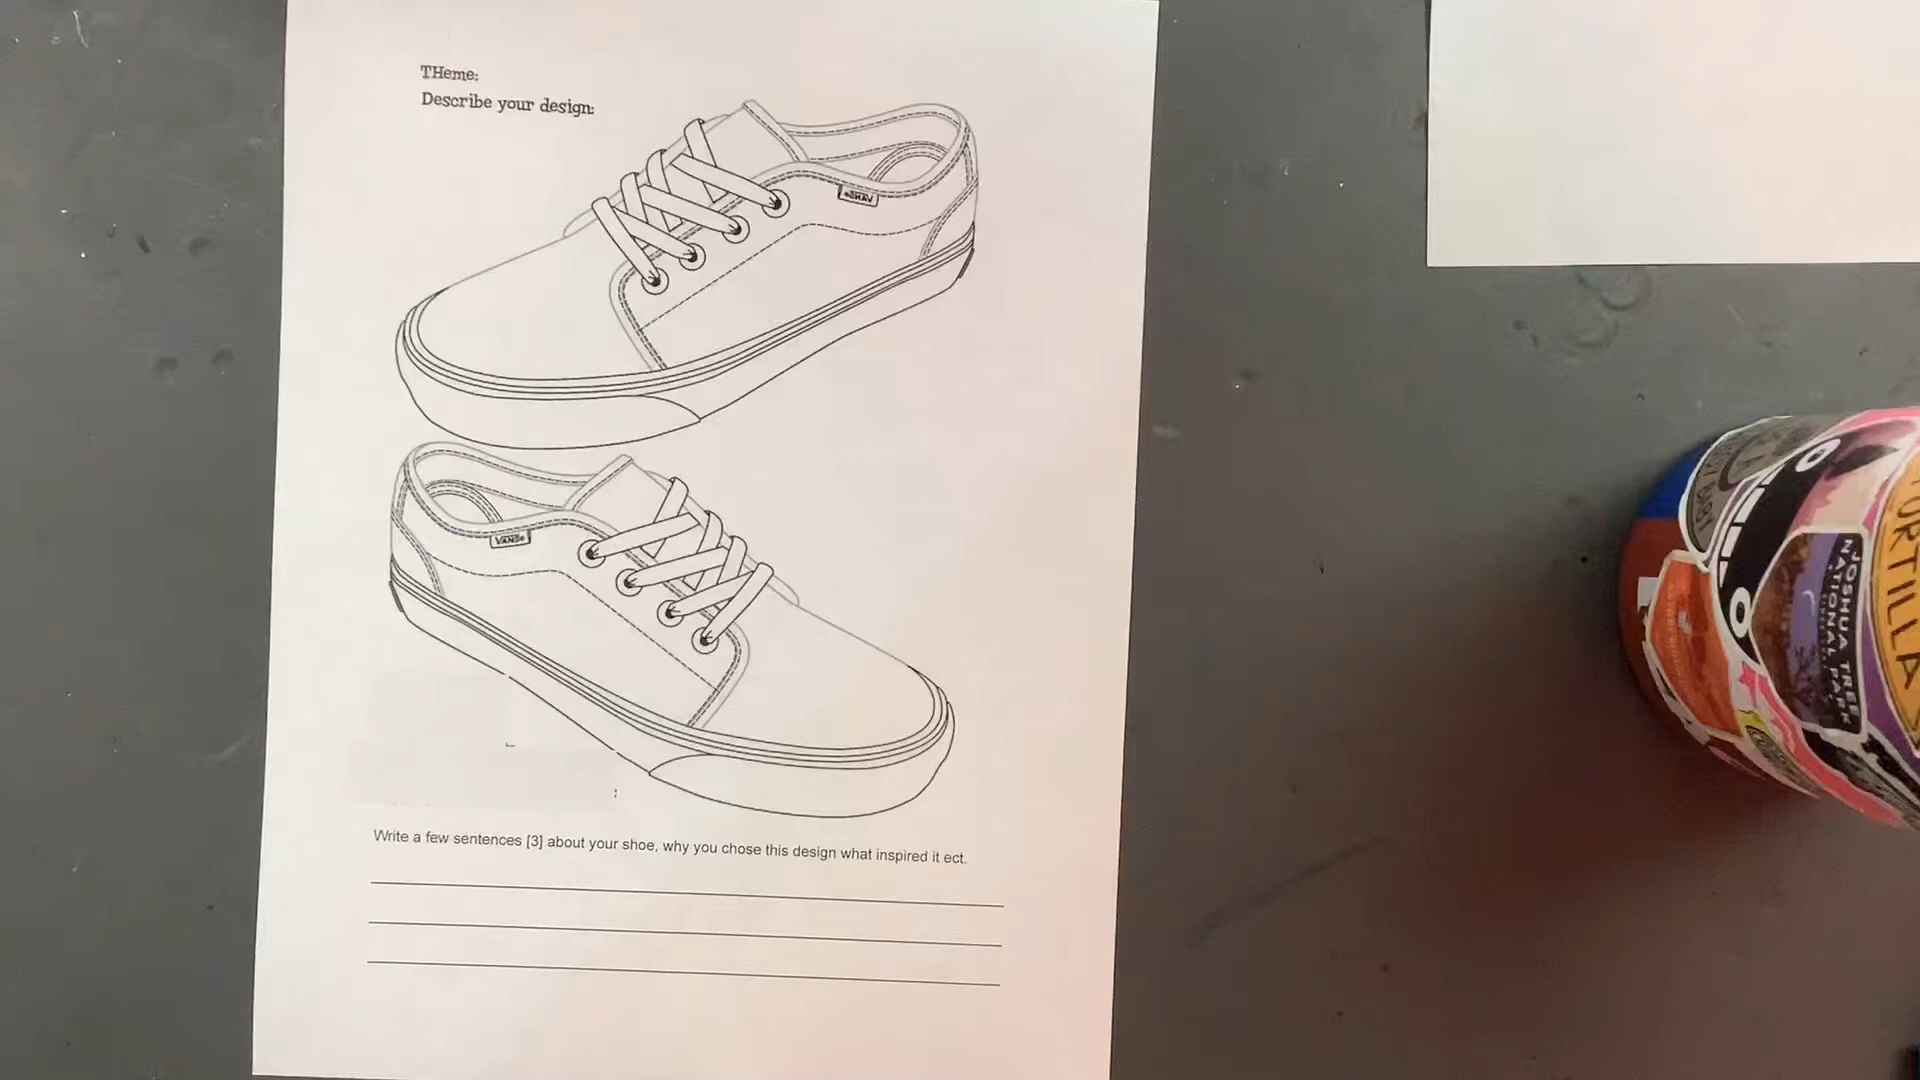 THeme:
Describe your design:
VANS
VANS
Write a few sentences [3] about your shoe, why you chose this design what inspired it ect.
JOSHUA TREE
NATIONAL PARK